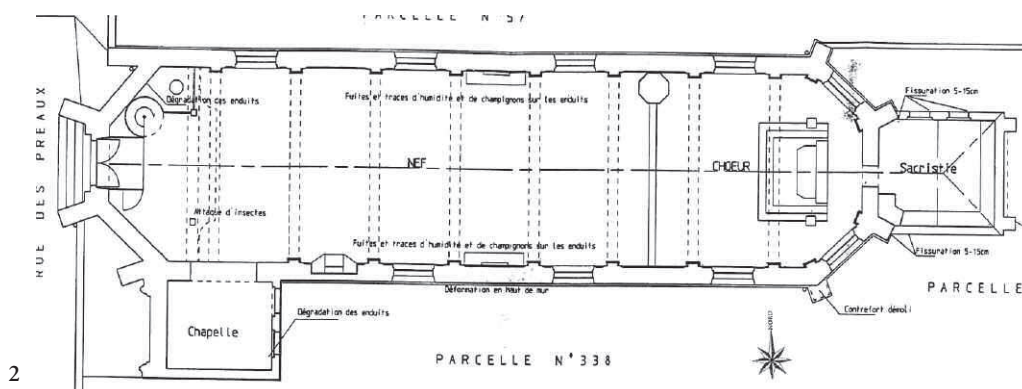 PARCELLE N°57
RUE DES PREAUX
Dégradation des enduits
Fuites et traces d'humidité et de champignons sur les enduits
Fissuration 5-15cm
NEF
CHOEUR
Sacristie
Attaque d'insectes
Fuites et traces d'humidité et de champignons sur les enduits
Fissuration 5-15cm
Déformation en haut de mur
PARCELLE
Chapelle
Dégradation des enduits
Contrefort démoli
NORD
PARCELLE N°338
2